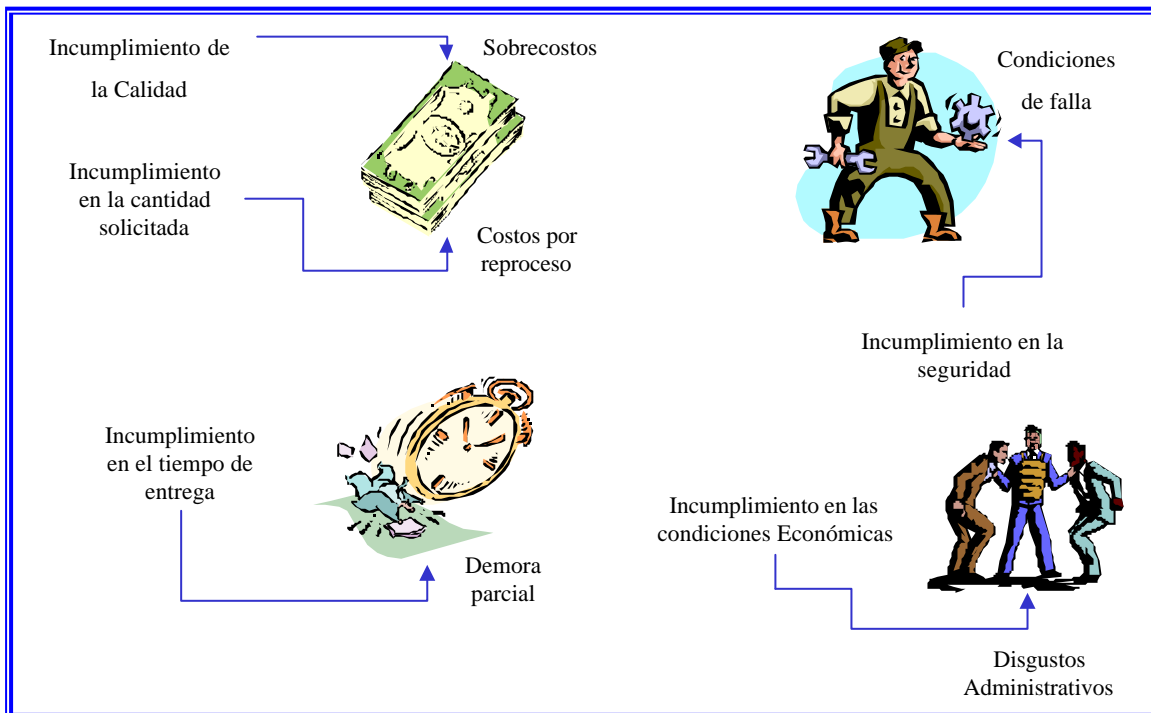 Incumplimiento de
la Calidad
Sobrecostos
Incumplimiento
en la cantidad
solicitada
Costos por
reproceso
Condiciones
de falla
Incumplimiento en la
seguridad
Incumplimiento
en el tiempo de
entrega
Demora
parcial
Incumplimiento en las
condiciones Económicas
Disgustos
Administrativos